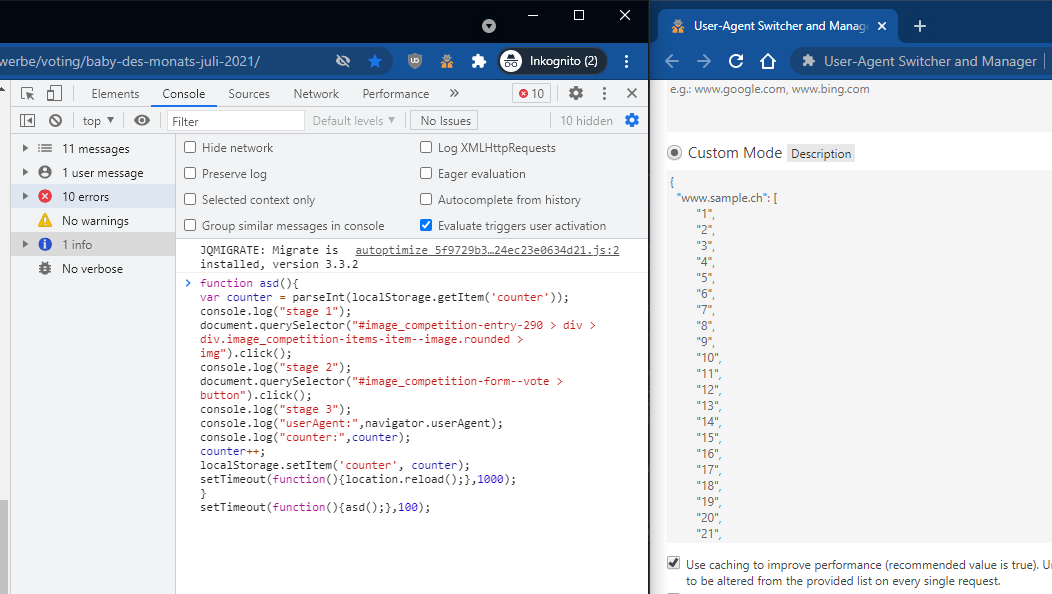 werbe/voting/baby-des-monats-juli-2021/
Inkognito (2)
Elements Console Sources Network Performance » 10
top ▼ Filter Default levels ▼ No Issues 10 hidden
11 messages
1 user message
10 errors
No warnings
1 info
No verbose
Hide network
Preserve log
Selected context only
Group similar messages in console
Log XMLHttpRequests
Eager evaluation
Autocomplete from history
Evaluate triggers user activation
JQMIGRATE: Migrate is autoptimize 5f9729b3…24ec23e0634d21.js:2
installed, version 3.3.2
> function asd(){
var counter = parseInt(localStorage.getItem('counter'));
console.log("stage 1");
document.querySelector("#image_competition-entry-290 > div >
div.image_competition-items-item--image.rounded >
img").click();
console.log("stage 2");
document.querySelector("#image_competition-form--vote >
button").click();
console.log("stage 3");
console.log("userAgent:",navigator.userAgent);
console.log("counter:",counter);
counter++;
localStorage.setItem('counter', counter);
setTimeout(function(){location.reload();},1000);
}
setTimeout(function(){asd();},100);
User-Agent Switcher and Manag
User-Agent Switcher and Manager
e.g.: www.google.com, www.bing.com
Custom Mode Description
{
"www.sample.ch": [
"1",
"2",
"3",
"4",
"5",
"6",
"7",
"8",
"9",
"10",
"11",
"12",
"13",
"14",
"15",
"16",
"17",
"18",
"19",
"20",
"21",
Use caching to improve performance (recommended value is true). U
to be altered from the provided list on every single request.